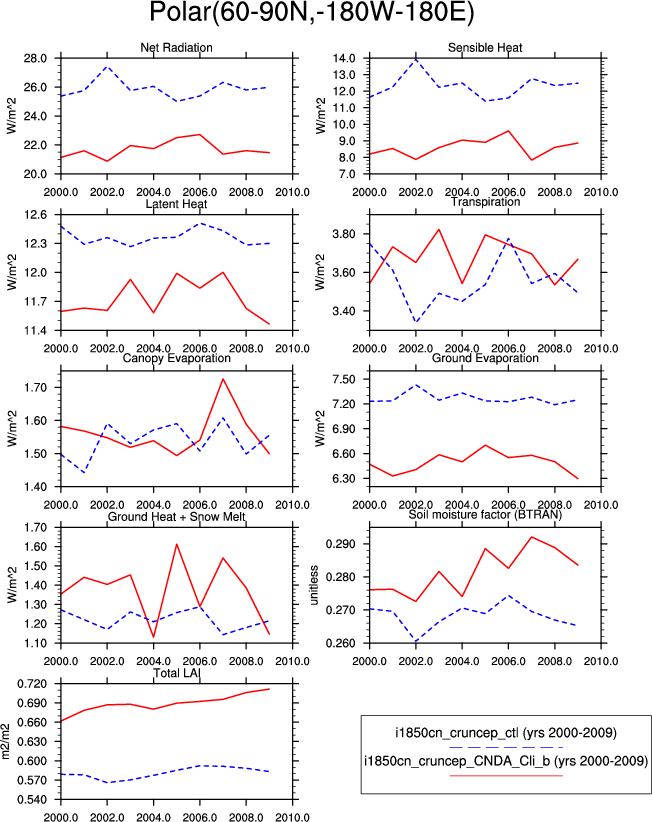 Polar(60-90N,-180W-180E)
Net Radiation
Sensible Heat
W/m^2
28.0
26.0
24.0
22.0
20.0
2000.0 2002.0 2004.0 2006.0 2008.0 2010.0
W/m^2
14.0
13.0
12.0
11.0
10.0
9.0
8.0
7.0
2000.0 2002.0 2004.0 2006.0 2008.0 2010.0
Latent Heat
Transpiration
W/m^2
12.6
12.3
12.0
11.7
11.4
2000.0 2002.0 2004.0 2006.0 2008.0 2010.0
W/m^2
3.80
3.60
3.40
2000.0 2002.0 2004.0 2006.0 2008.0 2010.0
Canopy Evaporation
Ground Evaporation
W/m^2
1.70
1.60
1.50
1.40
2000.0 2002.0 2004.0 2006.0 2008.0 2010.0
W/m^2
7.50
7.20
6.90
6.60
6.30
2000.0 2002.0 2004.0 2006.0 2008.0 2010.0
Ground Heat + Snow Melt
Soil moisture factor (BTRAN)
W/m^2
1.70
1.60
1.50
1.40
1.30
1.20
1.10
2000.0 2002.0 2004.0 2006.0 2008.0 2010.0
unitless
0.290
0.280
0.270
0.260
2000.0 2002.0 2004.0 2006.0 2008.0 2010.0
Total LAI
m2/m2
0.720
0.690
0.660
0.630
0.600
0.570
0.540
2000.0 2002.0 2004.0 2006.0 2008.0 2010.0
i1850cn_cruncep_ctl (yrs 2000-2009)
i1850cn_cruncep_CNDA_Cli_b (yrs 2000-2009)